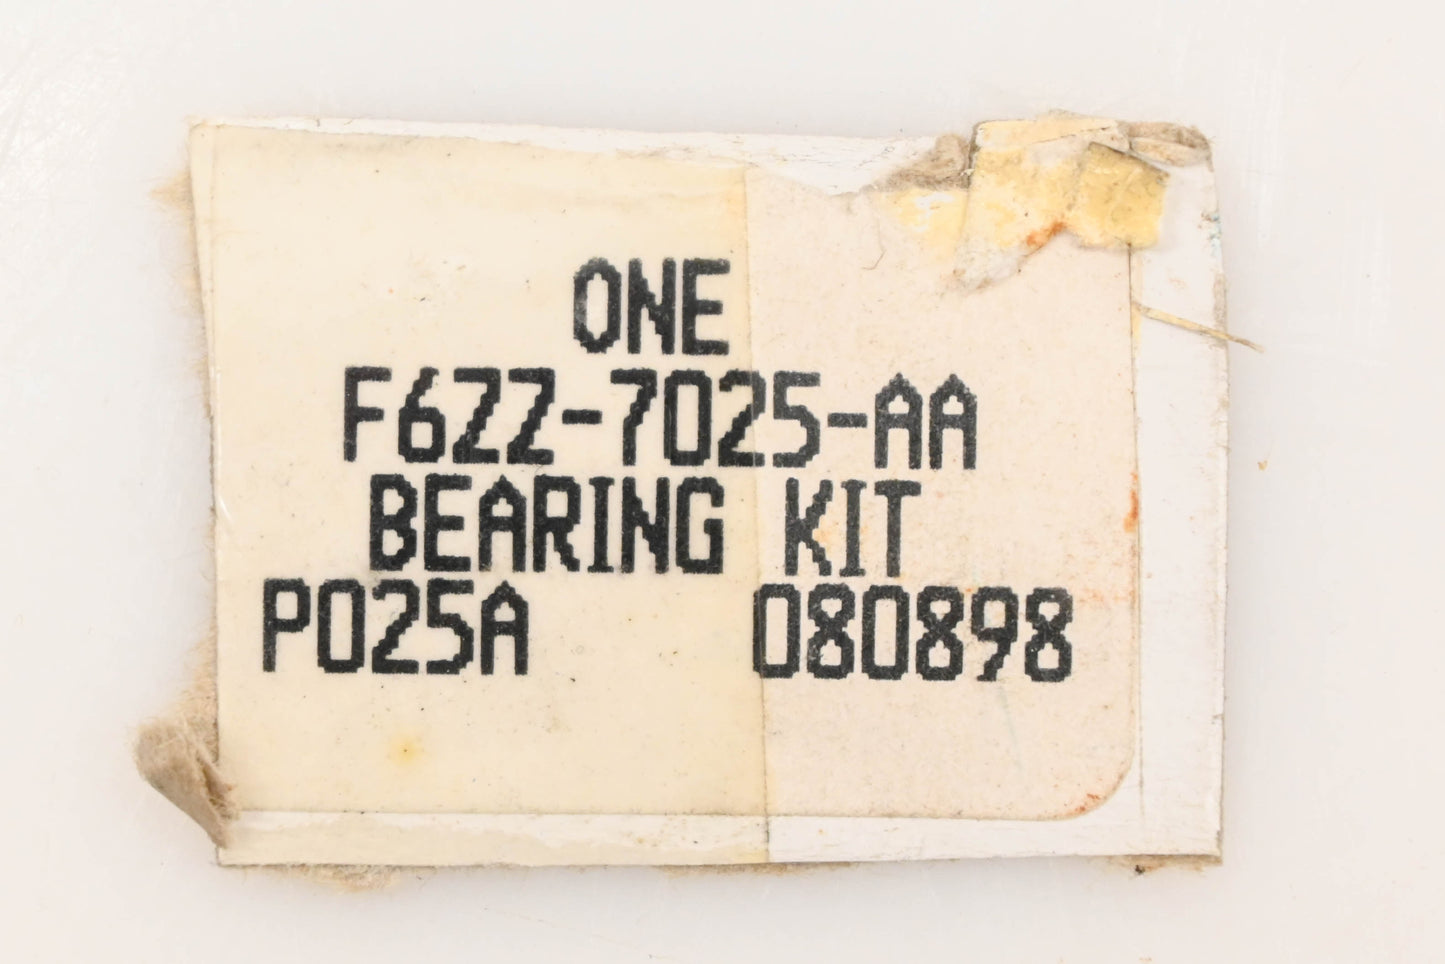 ONE
F6ZZ-7025-AA
BEARING KIT
P025A 080898